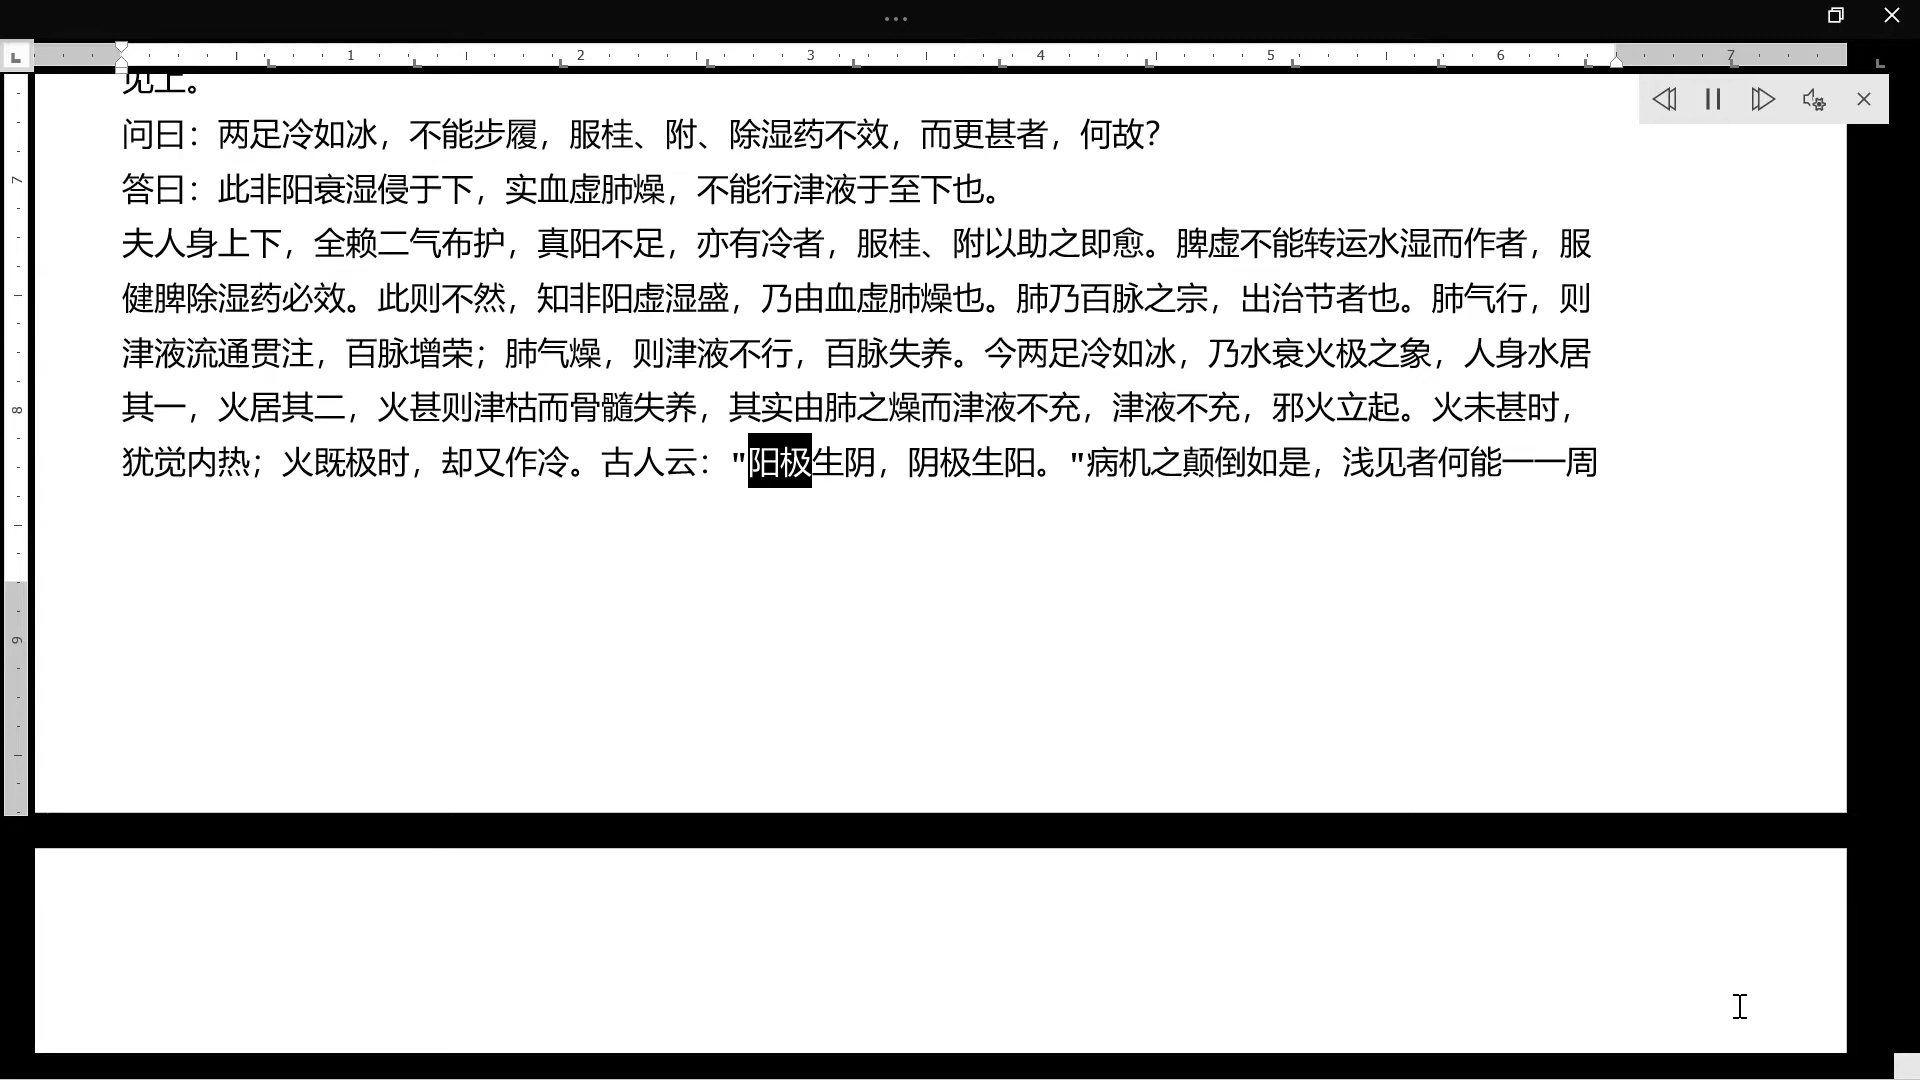 1 2 3 4 5 6 7
见上。
问曰：两足冷如冰，不能步履，服桂、附、除湿药不效，而更甚者，何故？
7
答曰：此非阳衰湿侵于下，实血虚肺燥，不能行津液于至下也。
夫人身上下，全赖二气布护，真阳不足，亦有冷者，服桂、附以助之即愈。脾虚不能转运水湿而作者，服
健脾除湿药必效。此则不然，知非阳虚湿盛，乃由血虚肺燥也。肺乃百脉之宗，出治节者也。肺气行，则
津液流通贯注，百脉增荣；肺气燥，则津液不行，百脉失养。今两足冷如冰，乃水衰火极之象，人身水居
8
其一，火居其二，火甚则津枯而骨髓失养，其实由肺之燥而津液不充，津液不充，邪火立起。火未甚时，
犹觉内热；火既极时，却又作冷。古人云："阳极生阴，阴极生阳。"病机之颠倒如是，浅见者何能一一周
9